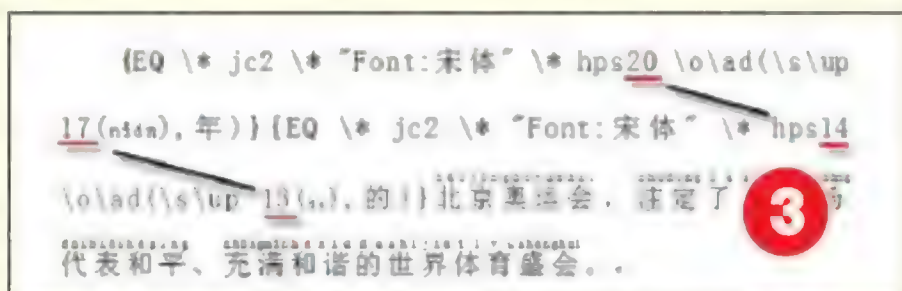 {EQ \* jc2 \* "Font:宋体" \* hps20 \o\ad(\s\up
17(nián),年)}{EQ \* jc2 \* "Font:宋体" \* hps14
\o\ad(\s\up 13(),的)}北京奥运会，注定了
代表和平、充满和谐的世界体育盛会。
3